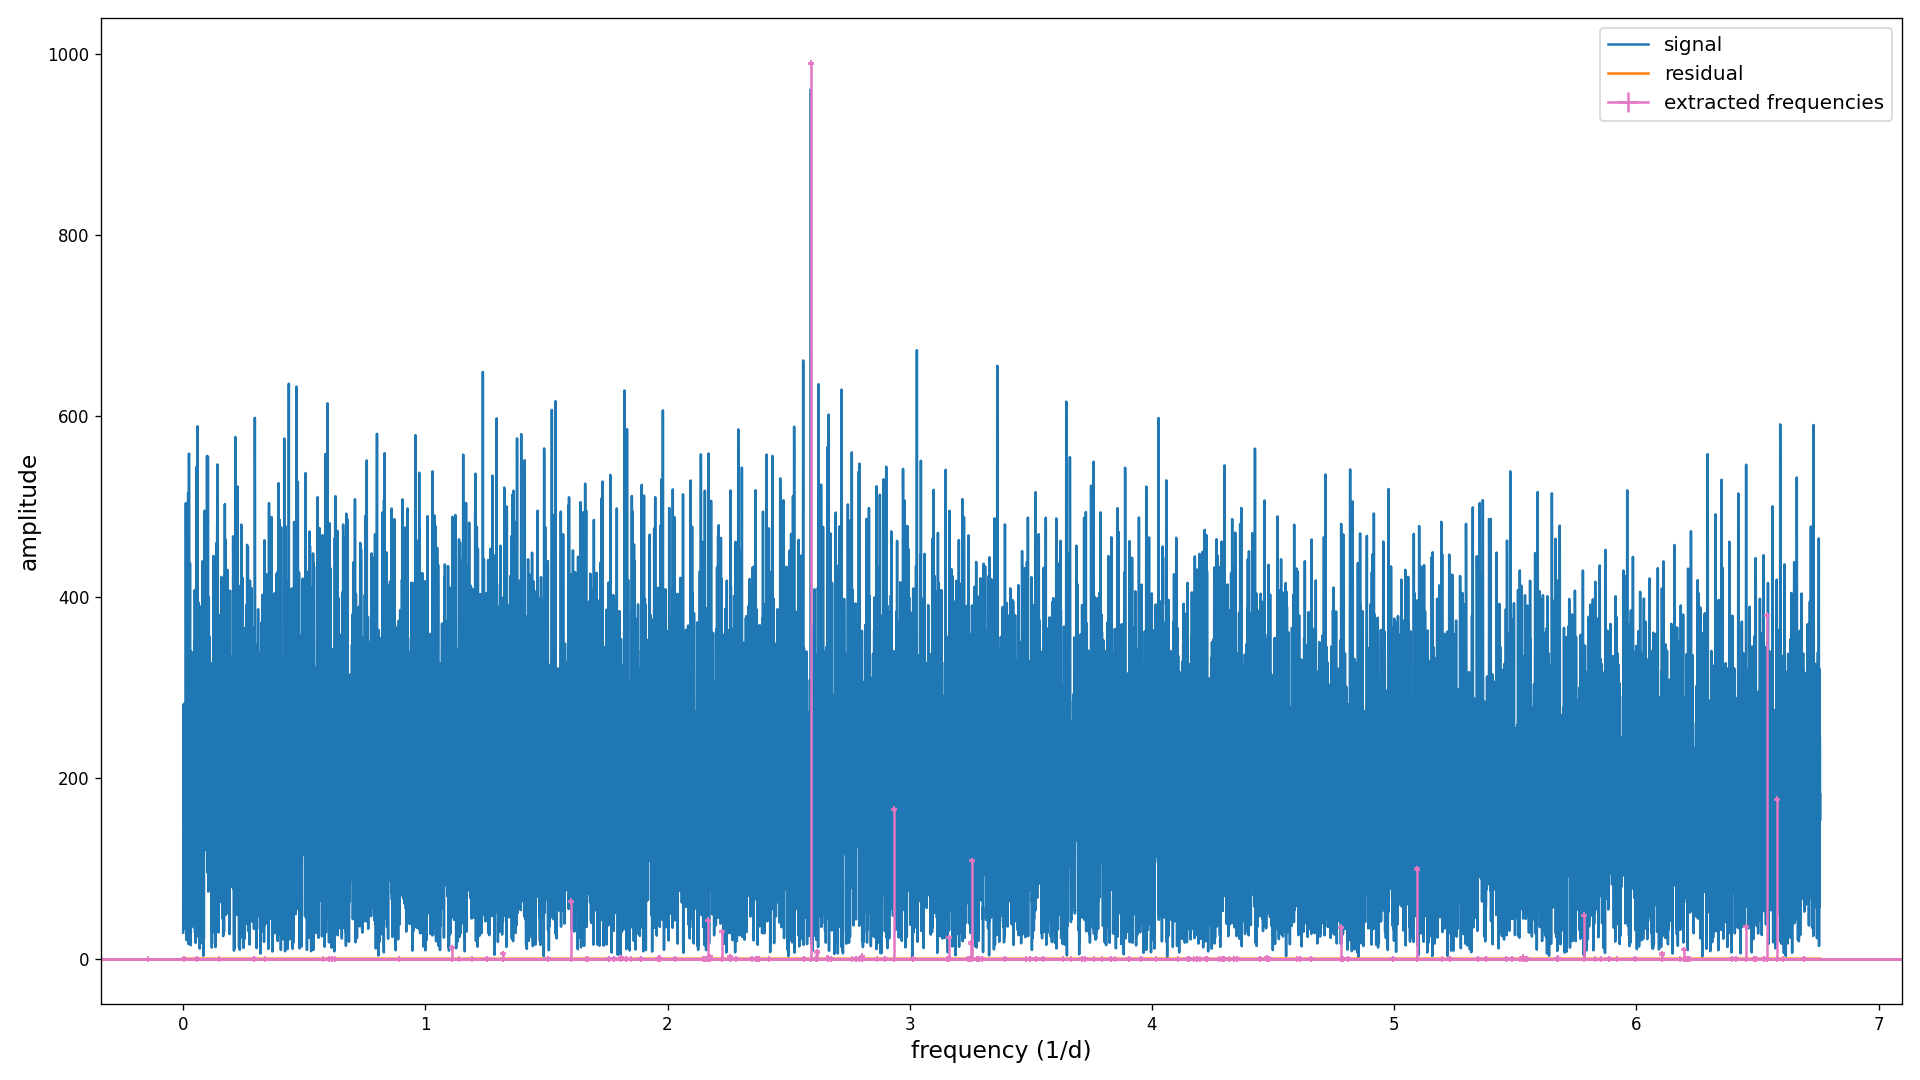 signal
residual
extracted frequencies
amplitude
1000
800
600
400
200
0
0 1 2 3 4 5 6 7
frequency (1/d)